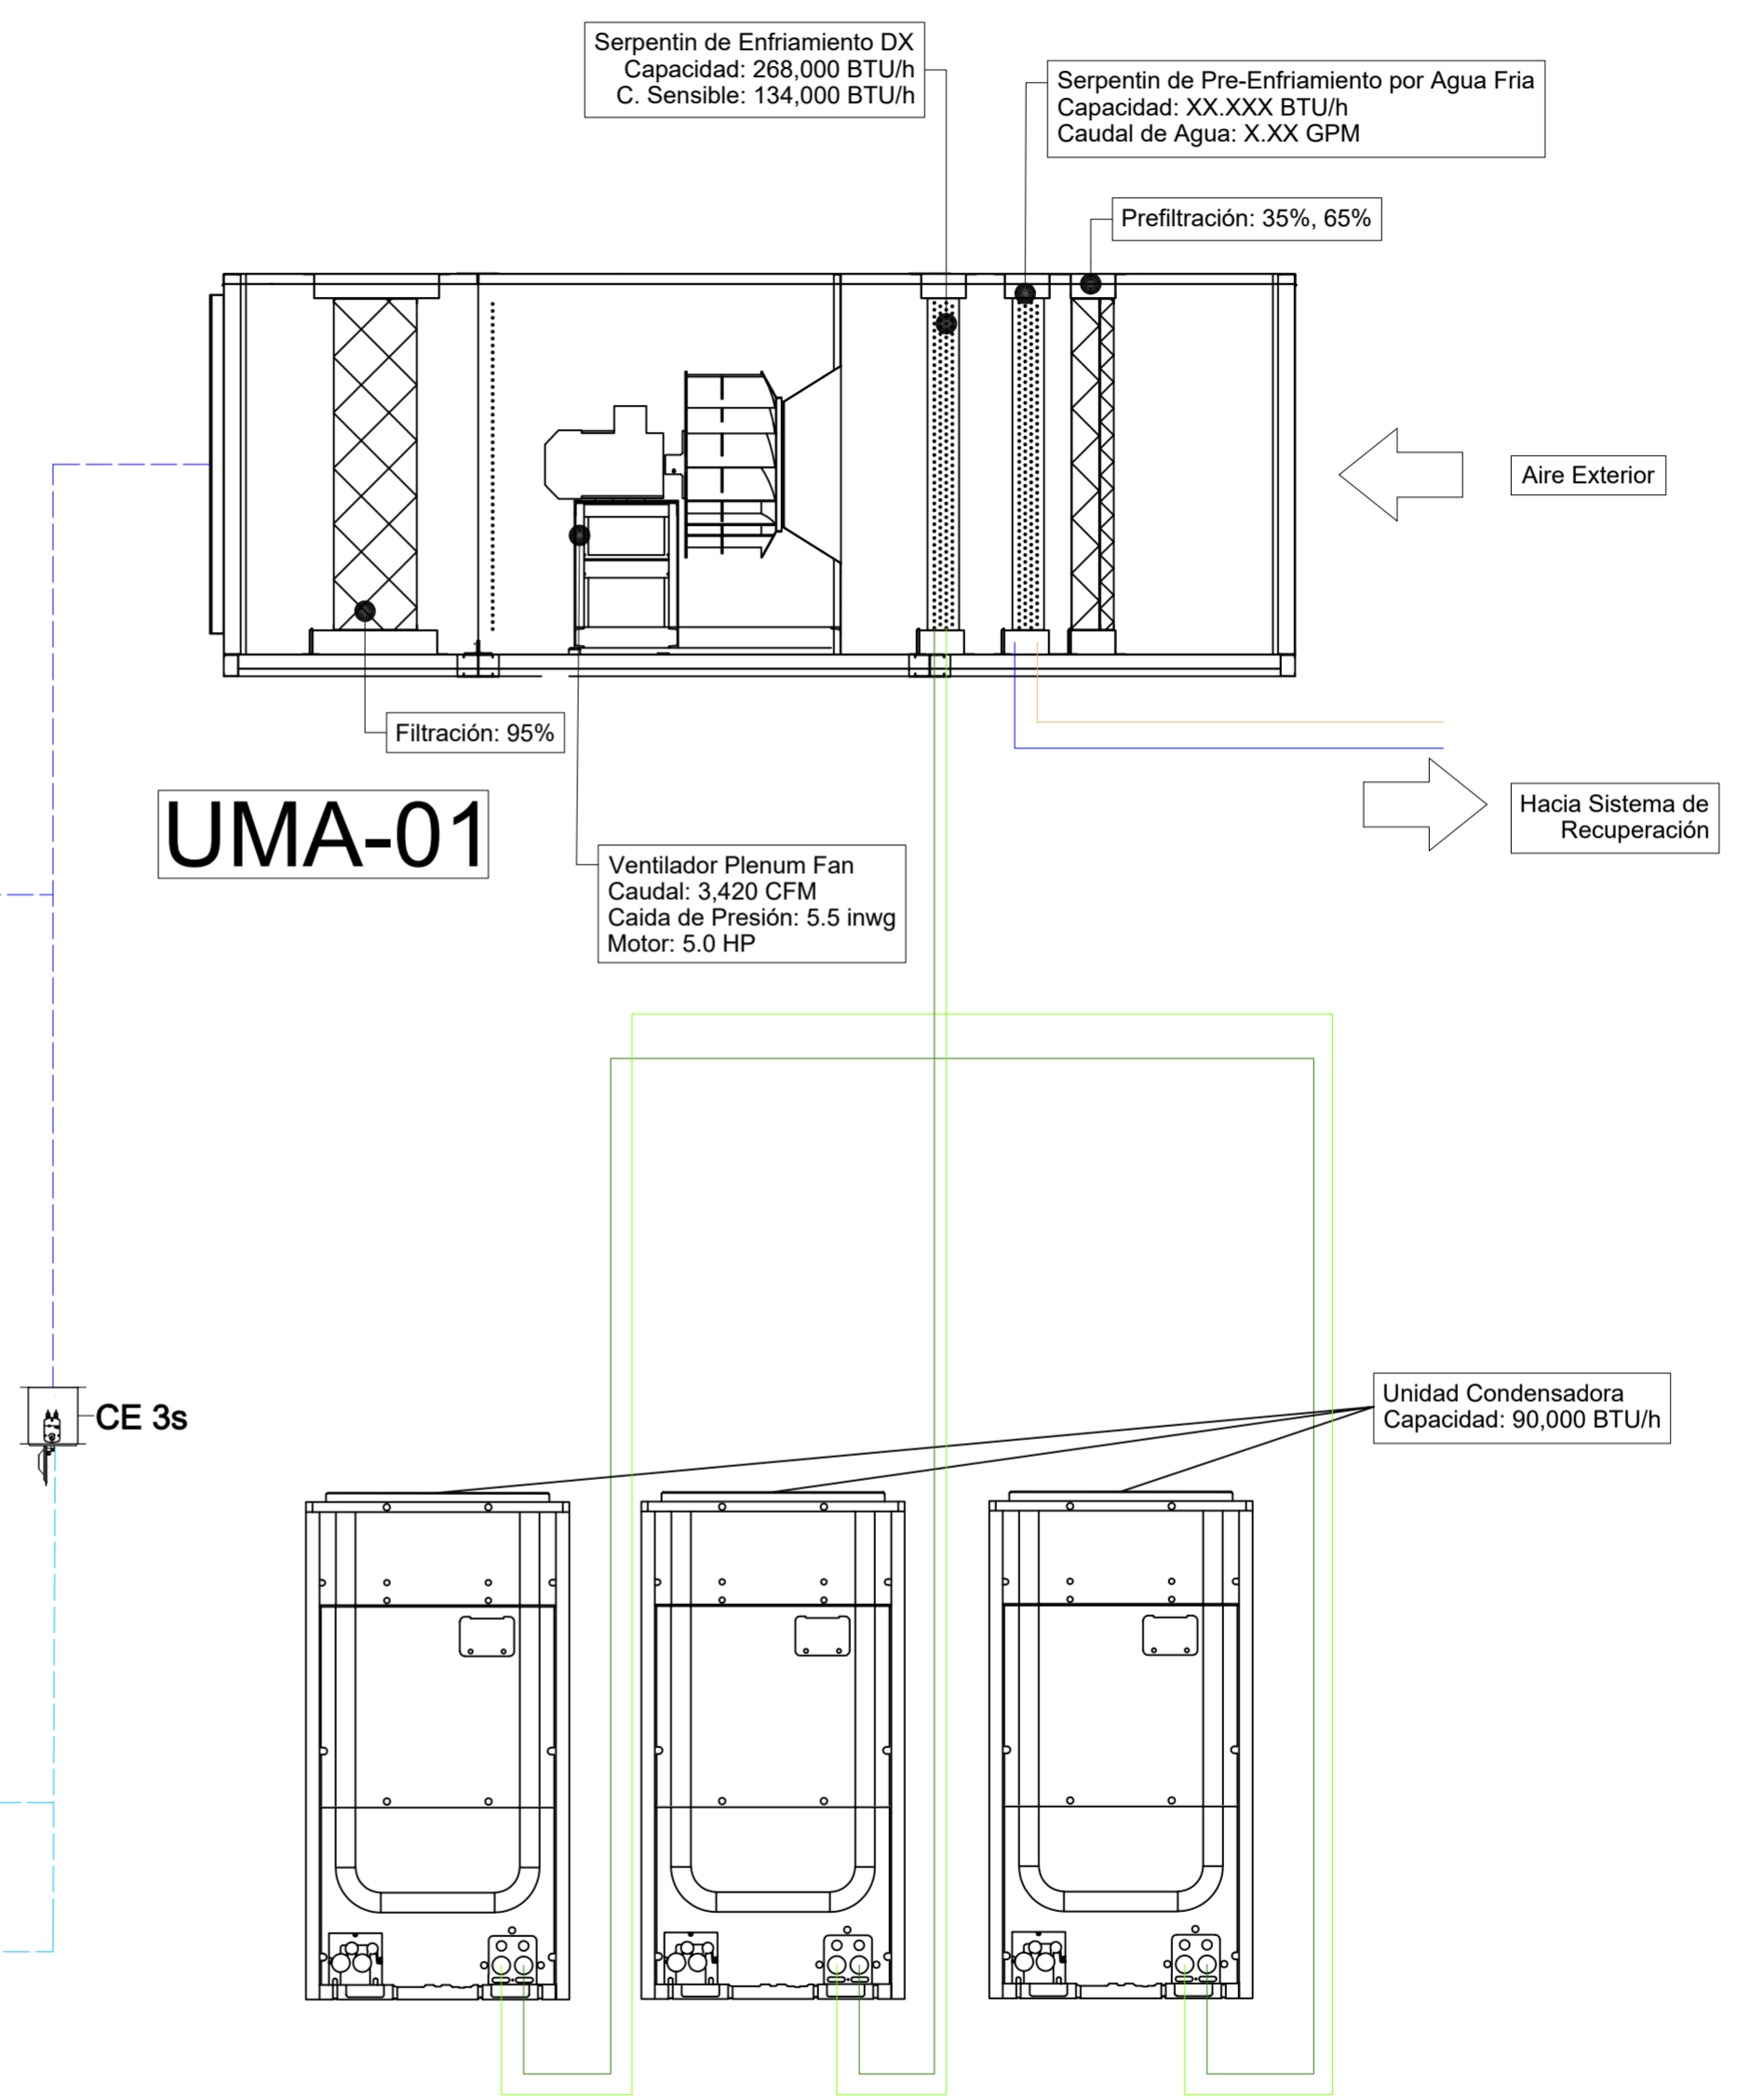 Serpentin de Enfriamiento DX
Capacidad: 268,000 BTU/h
C. Sensible: 134,000 BTU/h
Serpentin de Pre-Enfriamiento por Agua Fria
Capacidad: XX.XXX BTU/h
Caudal de Agua: X.XX GPM
Prefiltración: 35%, 65%
Aire Exterior
Filtración: 95%
UMA-01
Hacia Sistema de
Recuperación
Ventilador Plenum Fan
Caudal: 3,420 CFM
Caida de Presión: 5.5 inwg
Motor: 5.0 HP
Unidad Condensadora
Capacidad: 90,000 BTU/h
CE 3s